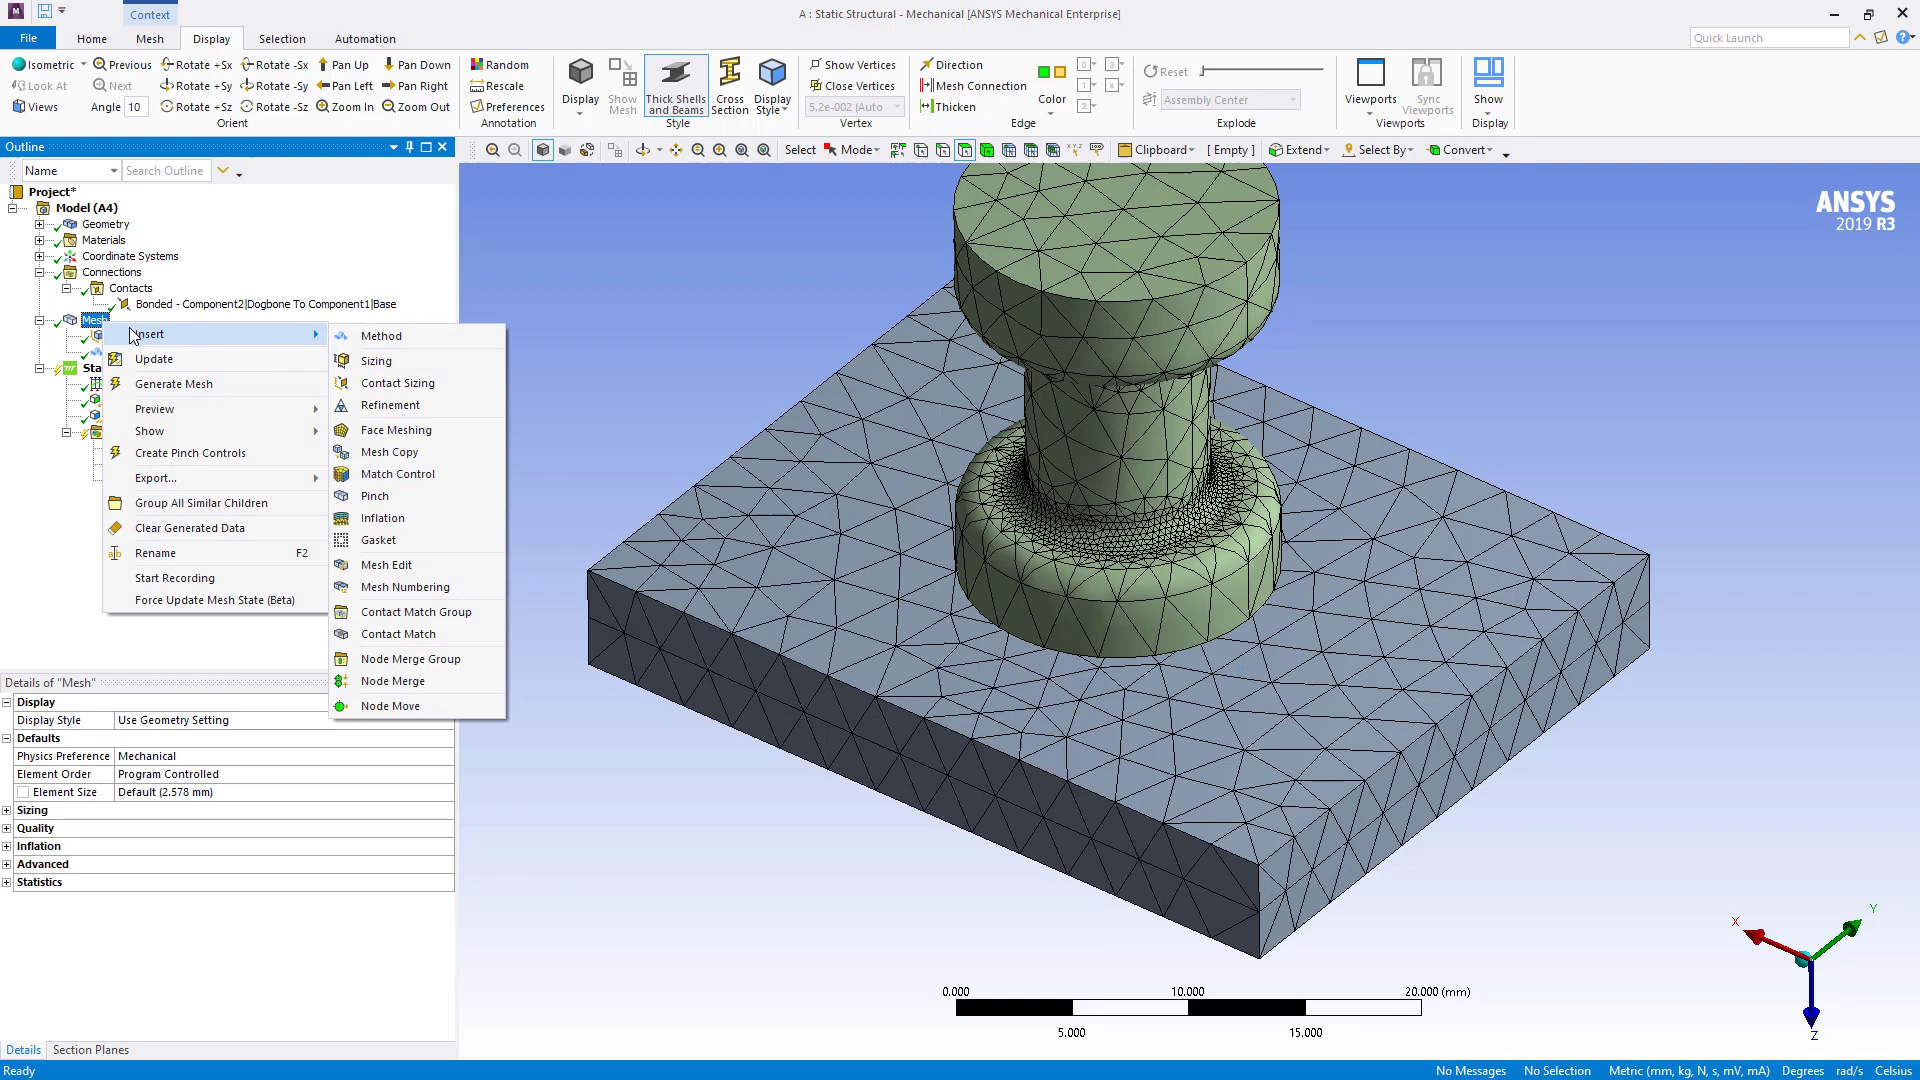 Context
A : Static Structural - Mechanical [ANSYS Mechanical Enterprise]
File Home Mesh Display Selection Automation
Quick Launch
Isometric Previous Rotate +Sx Rotate -Sx Pan Up Pan Down
Look At Next Rotate +Sy Rotate -Sy Pan Left Pan Right
Views Angle 10 Rotate +Sz Rotate -Sz Zoom In Zoom Out
Orient
Random
Rescale
Preferences
Annotation
Display
Show Mesh
Thick Shells and Beams
Cross Section
Display Style
Style
Show Vertices
Close Vertices
5.2e-002 (Auto
Vertex
Direction
Mesh Connection
Thicken
Color
Edge
Reset
Assembly Center
Explode
Viewports
Sync Viewports
Viewports
Show
Display
Outline
Select Mode Clipboard [ Empty ] Extend Select By Convert
Name Search Outline
Project*
Model (A4)
Geometry
Materials
Coordinate Systems
Connections
Contacts
Bonded - Component2|Dogbone To Component1|Base
Mesh
Sta
Insert
Update
Generate Mesh
Preview
Show
Create Pinch Controls
Export...
Group All Similar Children
Clear Generated Data
Rename F2
Start Recording
Force Update Mesh State (Beta)
Method
Sizing
Contact Sizing
Refinement
Face Meshing
Mesh Copy
Match Control
Pinch
Inflation
Gasket
Mesh Edit
Mesh Numbering
Contact Match Group
Contact Match
Node Merge Group
Node Merge
Node Move
Details of "Mesh"
Display
Display Style Use Geometry Setting
Defaults
Physics Preference Mechanical
Element Order Program Controlled
Element Size Default (2.578 mm)
Sizing
Quality
Inflation
Advanced
Statistics
Details Section Planes
ANSYS
2019 R3
X
Y
Z
0.000 10.000 20.000 (mm)
5.000 15.000
Ready
No Messages No Selection Metric (mm, kg, N, s, mV, mA) Degrees rad/s Celsius